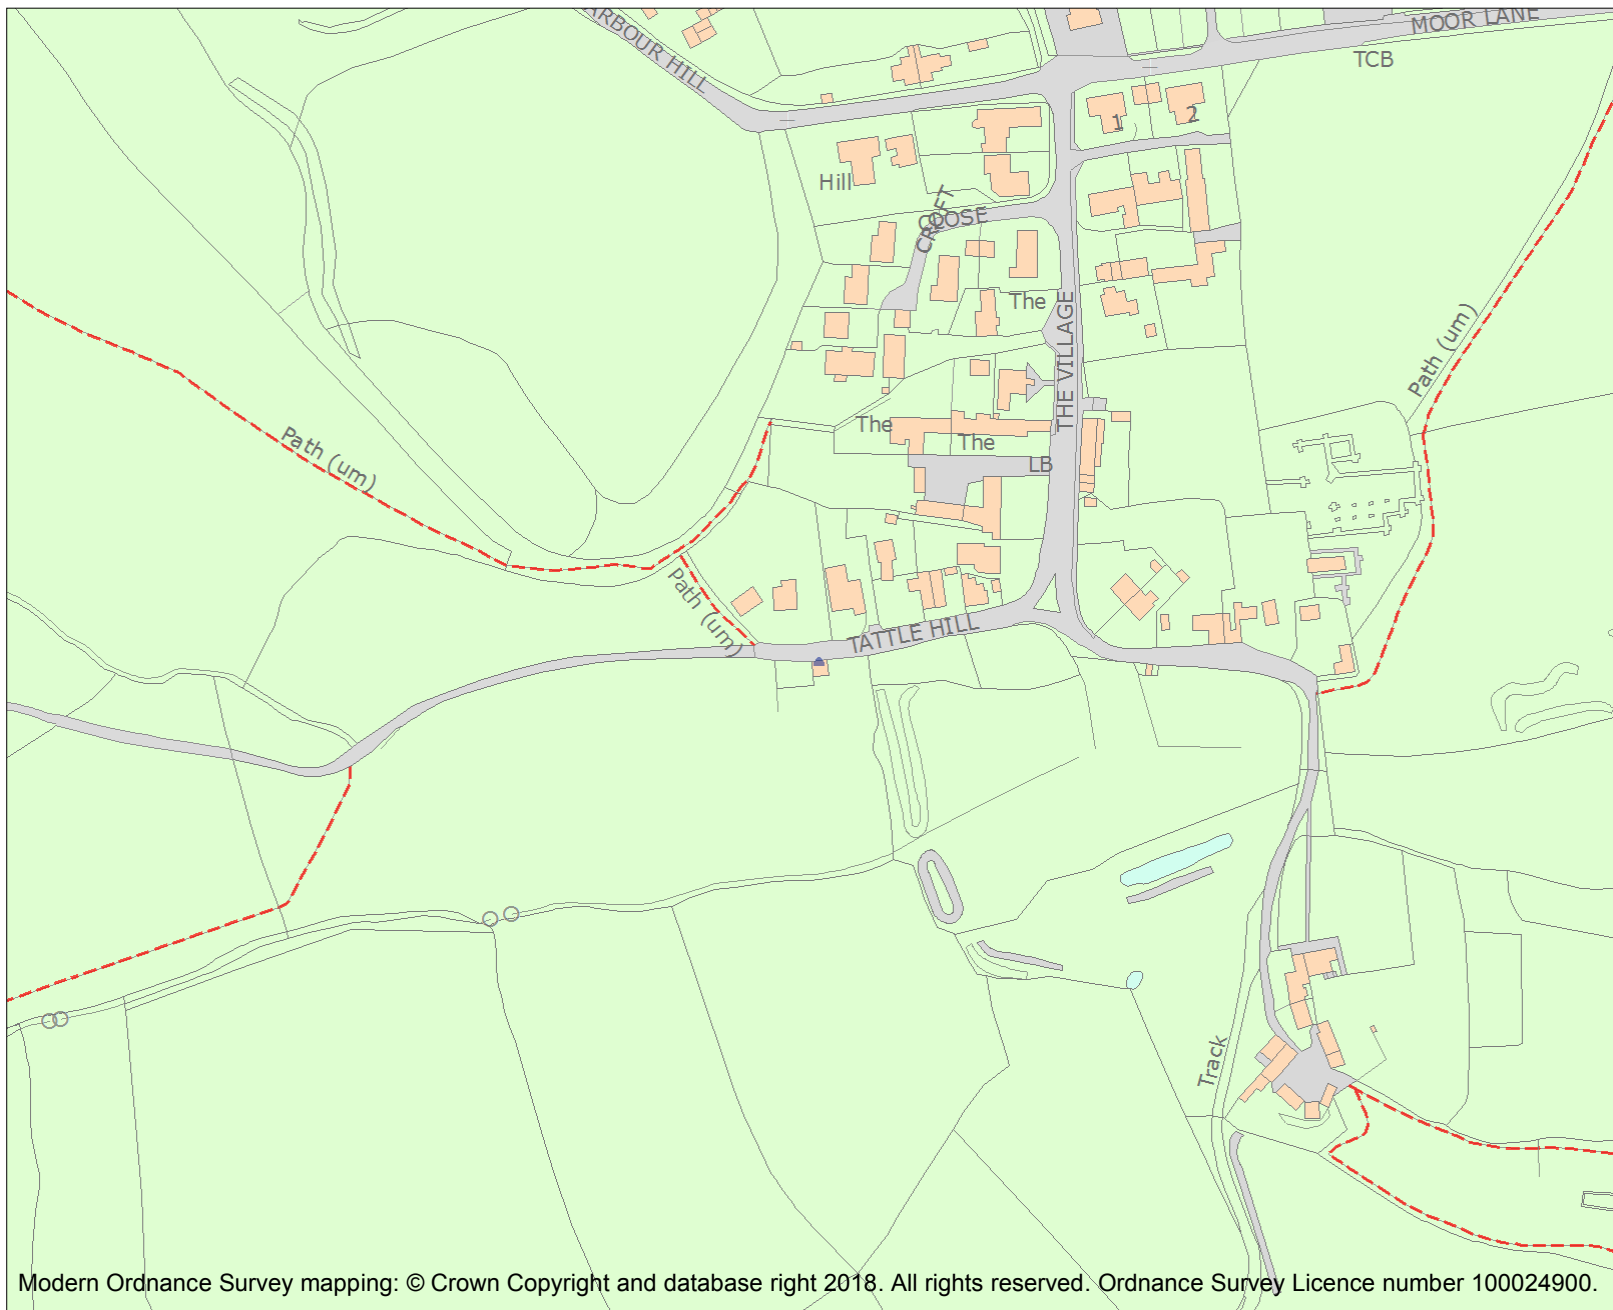 ARBOUR HILL
MOOR LANE
TCB
1
2
Hill
CROFT
CLOSE
The
THE VILLAGE
Path (um)
Path (um)
The
The
LB
Path (um)
TATTLE HILL
Track
Modern Ordnance Survey mapping: © Crown Copyright and database right 2018. All rights reserved. Ordnance Survey Licence number 100024900.